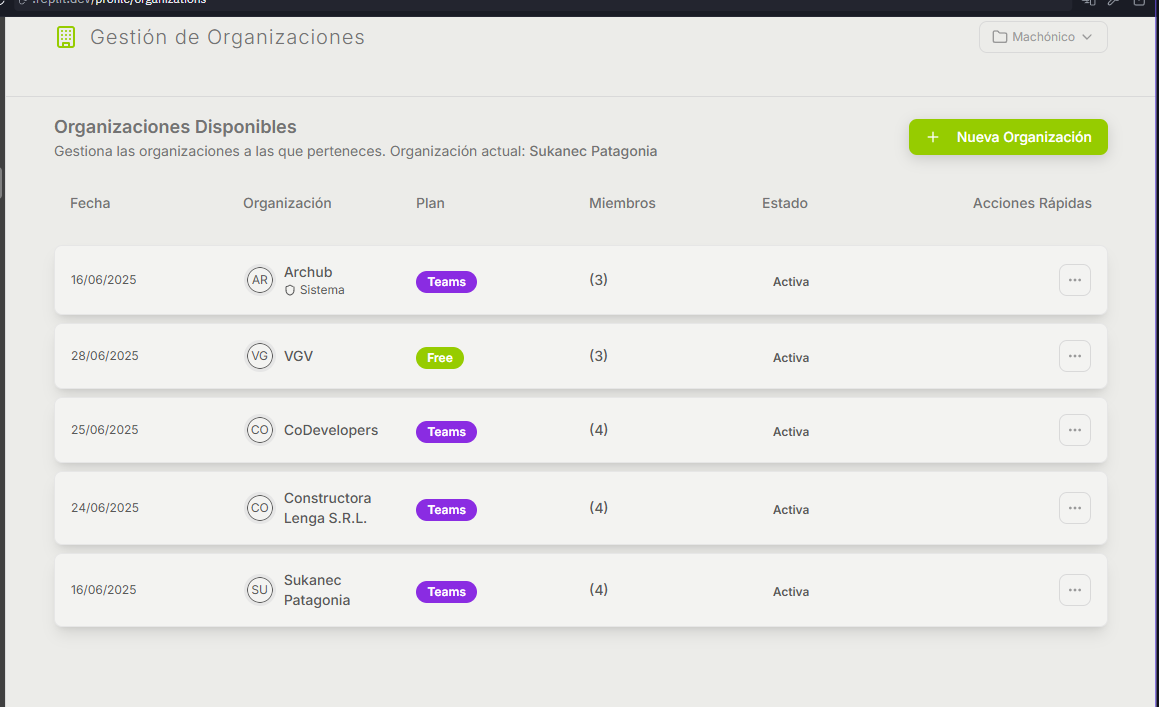 .replit.dev/profile/organizations
Gestión de Organizaciones
Machónico
Organizaciones Disponibles
Gestiona las organizaciones a las que perteneces. Organización actual: Sukanec Patagonia
+ Nueva Organización
Fecha Organización Plan Miembros Estado Acciones Rápidas
16/06/2025 AR Archub Teams (3) Activa ...
Sistema
28/06/2025 VG VGV Free (3) Activa ...
25/06/2025 CO CoDevelopers Teams (4) Activa ...
24/06/2025 CO Constructora Teams (4) Activa ...
Lenga S.R.L.
16/06/2025 SU Sukanec Teams (4) Activa ...
Patagonia